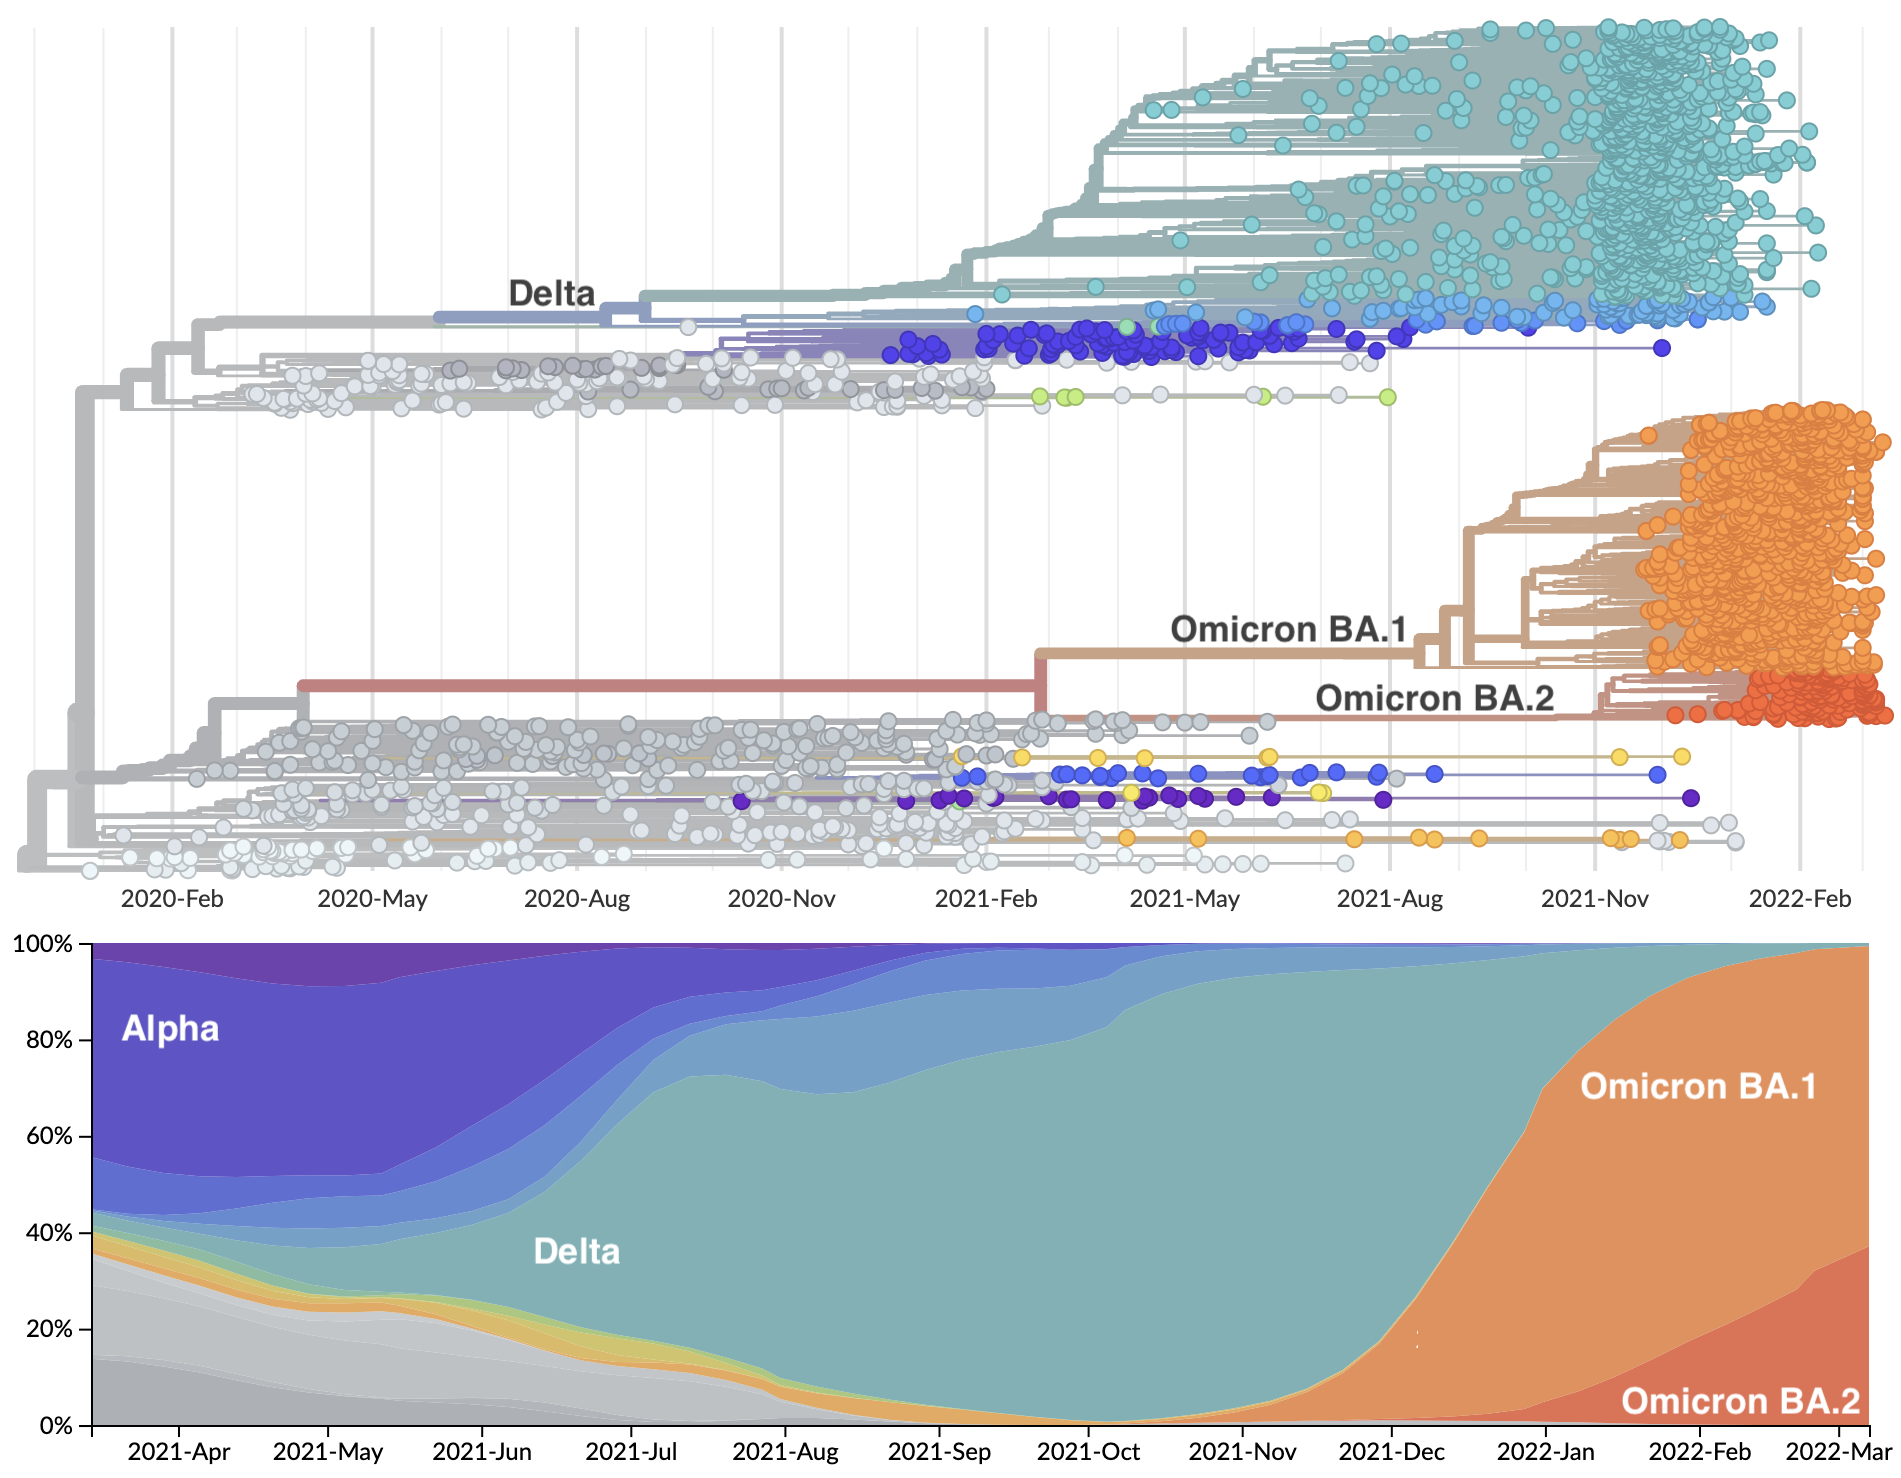 Delta
Omicron BA.1
Omicron BA.2
2020-Feb 2020-May 2020-Aug 2020-Nov 2021-Feb 2021-May 2021-Aug 2021-Nov 2022-Feb
100%
Alpha
80%
Omicron BA.1
60%
40%
Delta
20%
Omicron BA.2
0%
2021-Apr 2021-May 2021-Jun 2021-Jul 2021-Aug 2021-Sep 2021-Oct 2021-Nov 2021-Dec 2022-Jan 2022-Feb 2022-Mar